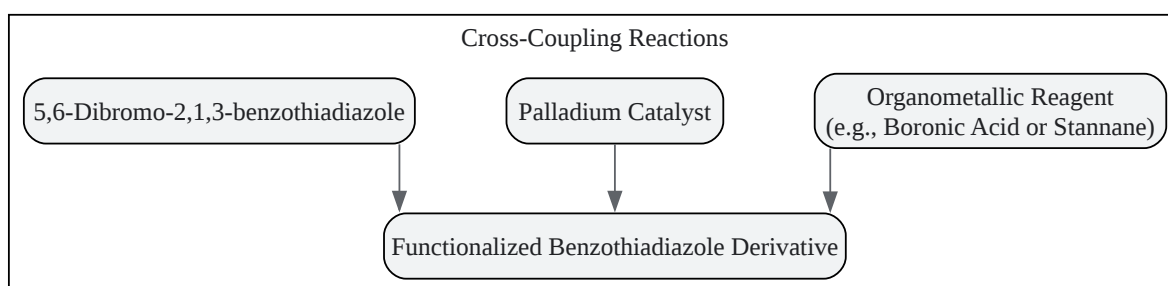 Cross-Coupling Reactions
5,6-Dibromo-2,1,3-benzothiadiazole
Palladium Catalyst
Organometallic Reagent
(e.g., Boronic Acid or Stannane)
Functionalized Benzothiadiazole Derivative